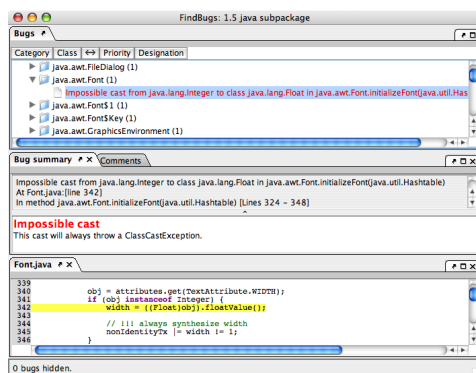 FindBugs: 1.5 java subpackage
Bugs
Category Class ↔ Priority Designation
java.awt.FileDialog (1)
java.awt.Font (1)
Impossible cast from java.lang.Integer to class java.lang.Float in java.awt.Font.initializeFont(java.util.Has
java.awt.Font$1 (1)
java.awt.Font$Key (1)
java.awt.GraphicsEnvironment (1)
Bug summary Comments
Impossible cast from java.lang.Integer to class java.lang.Float in java.awt.Font.initializeFont(java.util.Hashtable)
At Font.java:[line 342]
In method java.awt.Font.initializeFont(java.util.Hashtable) [Lines 324 - 348]
Impossible cast
This cast will always throw a ClassCastException.
Font.java
339
340 obj = attributes.get(TextAttribute.WIDTH);
341 if (obj instanceof Integer) {
342 width = ((Float)obj).floatValue();
343
344 // !!! always synthesize width
345 nonIdentityTx |= width != 1;
346 }
0 bugs hidden.